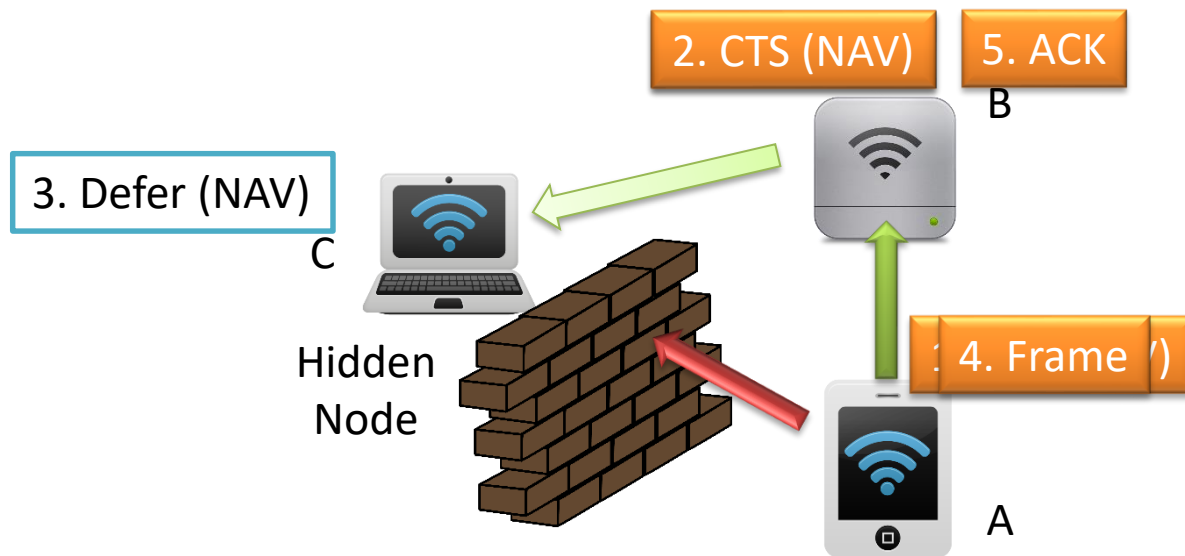 2. CTS (NAV)
5. ACK
B
3. Defer (NAV)
C
4. Frame
Hidden
Node
A